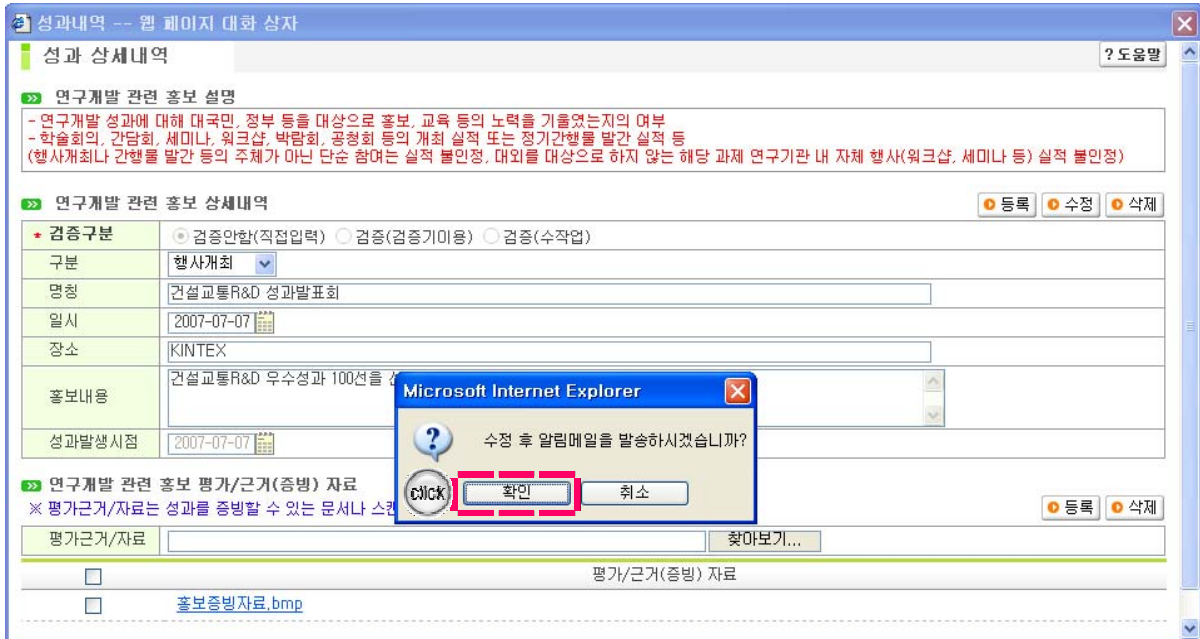 성과내역 -- 웹 페이지 대화 상자
성과 상세내역
? 도움말
연구개발 관련 홍보 설명
- 연구개발 성과에 대해 대국민, 정부 등을 대상으로 홍보, 교육 등의 노력을 기울였는지의 여부
- 학술회의, 간담회, 세미나, 워크샵, 박람회, 공청회 등의 개최 실적 또는 정기간행물 발간 실적 등
(행사개최나 간행물 발간 등의 주체가 아닌 단순 참여는 실적 불인정, 대외를 대상으로 하지 않는 해당 과제 연구기관 내 자체 행사(워크샵, 세미나 등) 실적 불인정)
연구개발 관련 홍보 상세내역
등록 수정 삭제
* 검증구분 검증안함(직접입력) 검증(검증기미용) 검증(수작업)
구분 행사개최
명칭 건설교통R&D 성과발표회
일시 2007-07-07
장소 KINTEX
홍보내용 건설교통R&D 우수성과 100선을
성과발생시점 2007-07-07
Microsoft Internet Explorer
수정 후 알림메일을 발송하시겠습니까?
click 확인 취소
연구개발 관련 홍보 평가/근거(증빙) 자료
※ 평가근거/자료는 성과를 증빙할 수 있는 문서나 스캔
등록 삭제
평가근거/자료 찾아보기...
평가/근거(증빙) 자료
홍보증빙자료.bmp